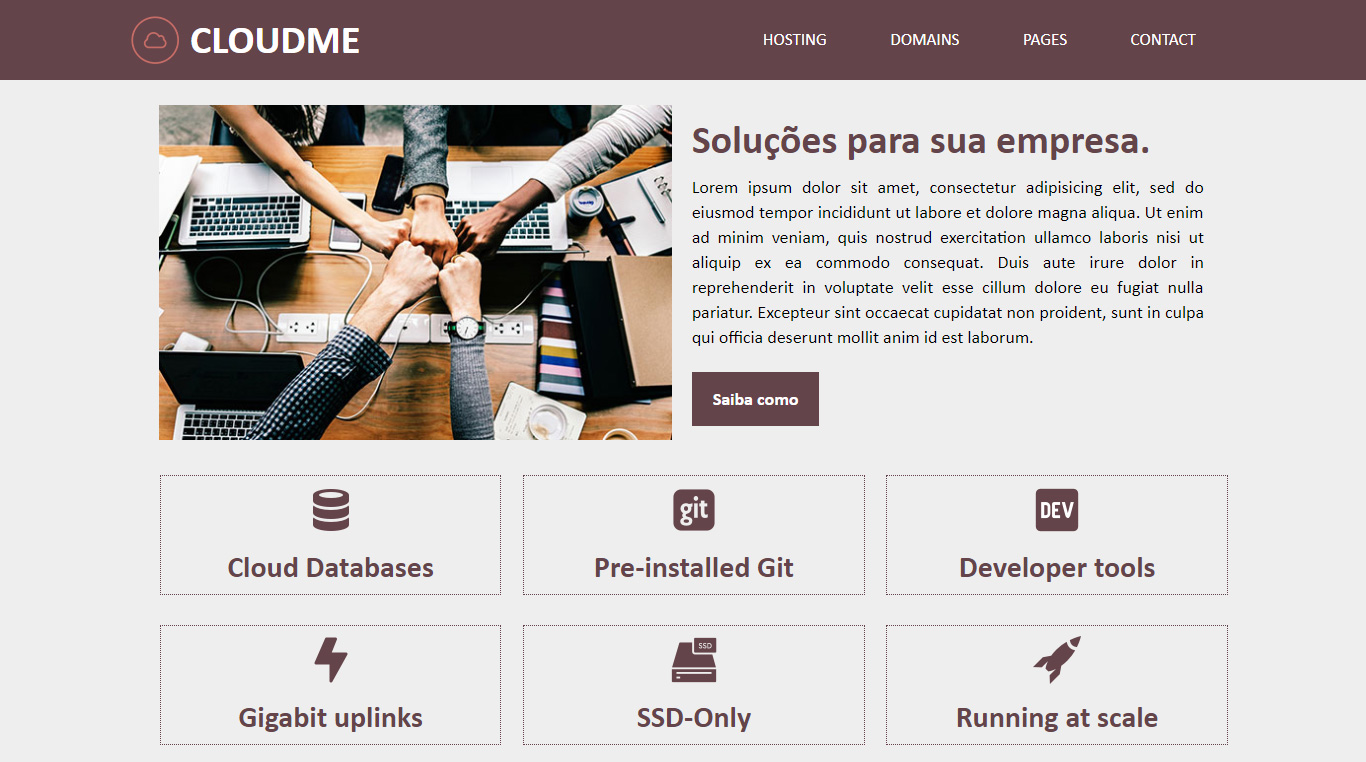 CLOUDME
HOSTING DOMAINS PAGES CONTACT
Soluções para sua empresa.
Lorem ipsum dolor sit amet, consectetur adipisicing elit, sed do
eiusmod tempor incididunt ut labore et dolore magna aliqua. Ut enim
ad minim veniam, quis nostrud exercitation ullamco laboris nisi ut
aliquip ex ea commodo consequat. Duis aute irure dolor in
reprehenderit in voluptate velit esse cillum dolore eu fugiat nulla
pariatur. Excepteur sint occaecat cupidatat non proident, sunt in culpa
qui officia deserunt mollit anim id est laborum.
Saiba como
git
DEV
Cloud Databases
Pre-installed Git
Developer tools
SSD
Gigabit uplinks
SSD-Only
Running at scale